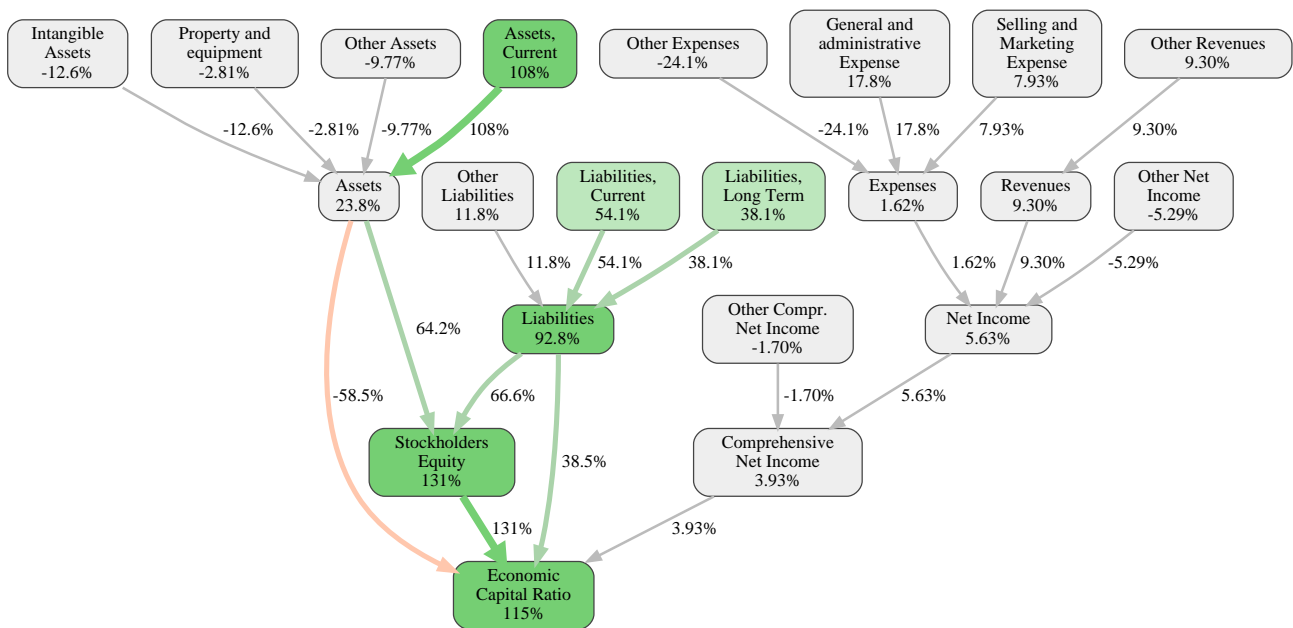 Intangible
Assets
-12.6%
Property and
equipment
-2.81%
Other Assets
-9.77%
Assets,
Current
108%
Other Expenses
-24.1%
General and
administrative
Expense
17.8%
Selling and
Marketing
Expense
7.93%
Other Revenues
9.30%
-12.6%
-2.81%
-9.77%
108%
-24.1%
17.8%
7.93%
9.30%
Assets
23.8%
Other
Liabilities
11.8%
Liabilities,
Current
54.1%
Liabilities,
Long Term
38.1%
Expenses
1.62%
Revenues
9.30%
Other Net
Income
-5.29%
11.8%
54.1%
38.1%
1.62%
9.30%
-5.29%
64.2%
Liabilities
92.8%
Other Compr.
Net Income
-1.70%
Net Income
5.63%
-58.5%
66.6%
-1.70%
5.63%
Stockholders
Equity
131%
38.5%
Comprehensive
Net Income
3.93%
131%
3.93%
Economic
Capital Ratio
115%